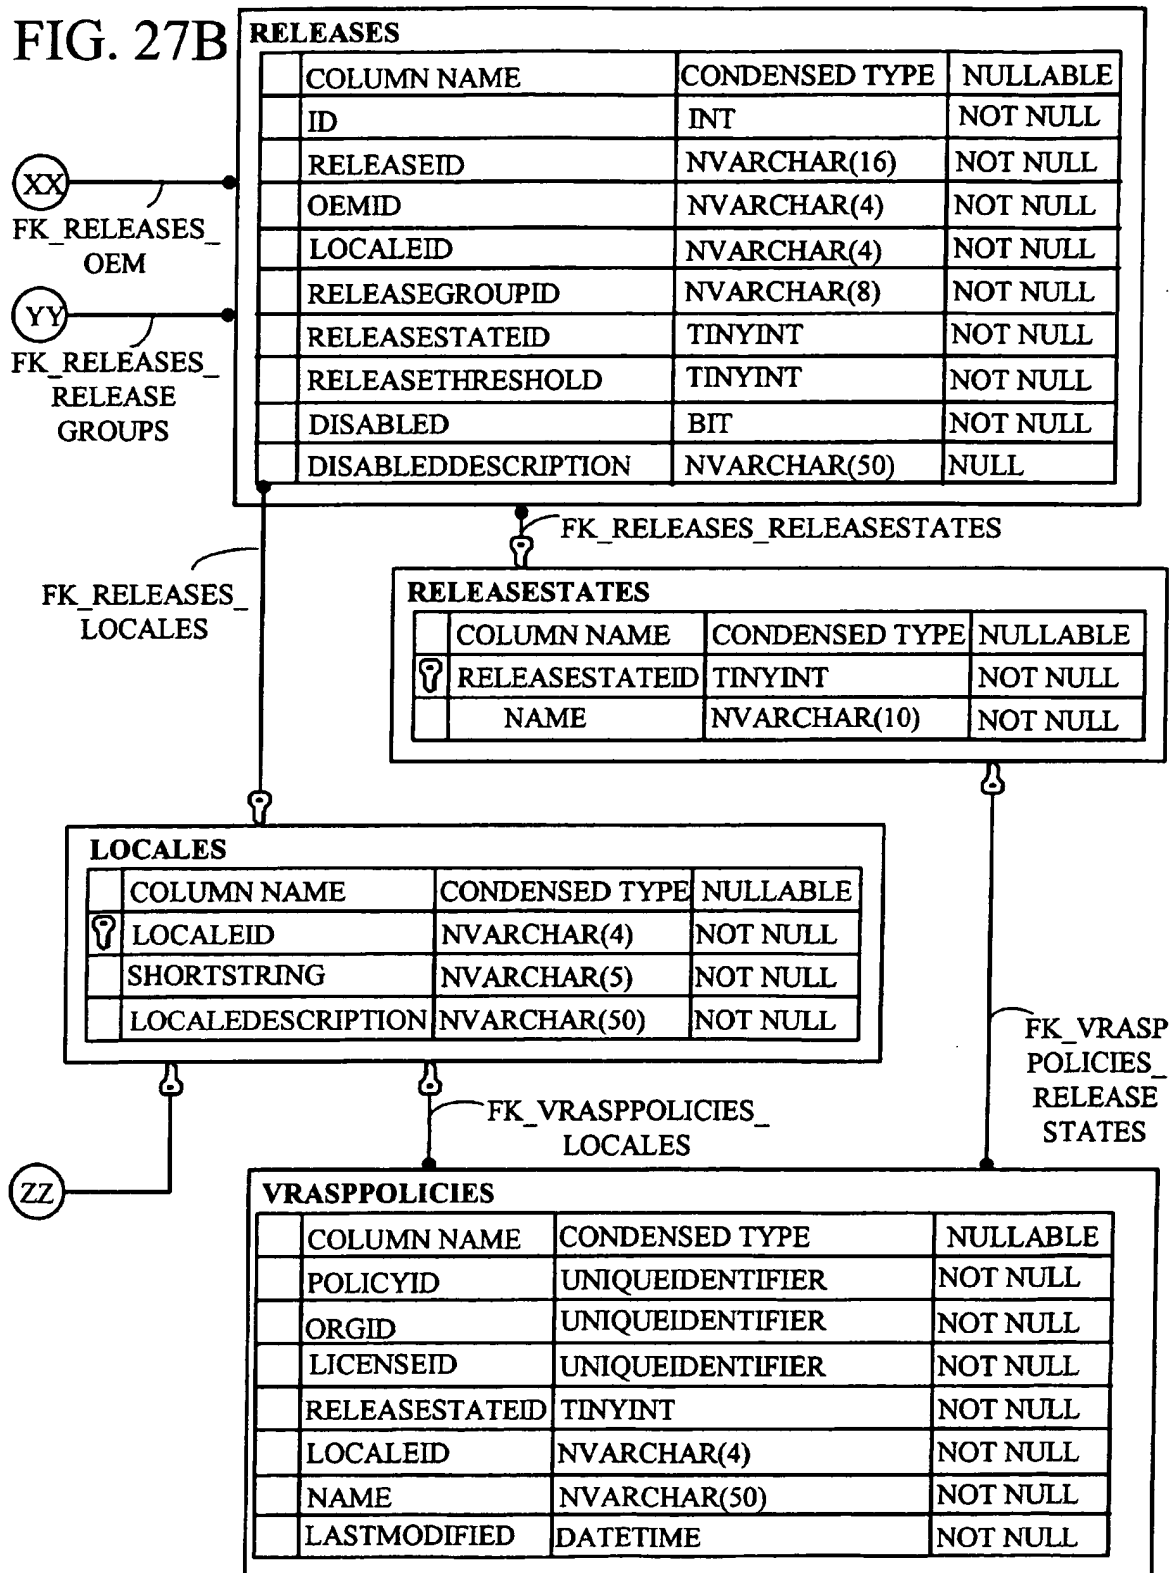 FIG. 27B
RELEASES
COLUMN NAME CONDENSED TYPE NULLABLE
ID INT NOT NULL
RELEASEID NVARCHAR(16) NOT NULL
OEMID NVARCHAR(4) NOT NULL
LOCALEID NVARCHAR(4) NOT NULL
RELEASEGROUPID NVARCHAR(8) NOT NULL
RELEASESTATEID TINYINT NOT NULL
RELEASETHRESHOLD TINYINT NOT NULL
DISABLED BIT NOT NULL
DISABLEDDESCRIPTION NVARCHAR(50) NULL
XX
FK_RELEASES_
OEM
YY
FK_RELEASES_
RELEASE
GROUPS
FK_RELEASES_RELEASESTATES
FK_RELEASES_
LOCALES
RELEASESTATES
COLUMN NAME CONDENSED TYPE NULLABLE
RELEASESTATEID TINYINT NOT NULL
NAME NVARCHAR(10) NOT NULL
LOCALES
COLUMN NAME CONDENSED TYPE NULLABLE
LOCALEID NVARCHAR(4) NOT NULL
SHORTSTRING NVARCHAR(5) NOT NULL
LOCALEDESCRIPTION NVARCHAR(50) NOT NULL
FK_VRASP
POLICIES_
RELEASE
STATES
FK_VRASPPOLICIES_
LOCALES
ZZ
VRASPPOLICIES
COLUMN NAME CONDENSED TYPE NULLABLE
POLICYID UNIQUEIDENTIFIER NOT NULL
ORGID UNIQUEIDENTIFIER NOT NULL
LICENSEID UNIQUEIDENTIFIER NOT NULL
RELEASESTATEID TINYINT NOT NULL
LOCALEID NVARCHAR(4) NOT NULL
NAME NVARCHAR(50) NOT NULL
LASTMODIFIED DATETIME NOT NULL